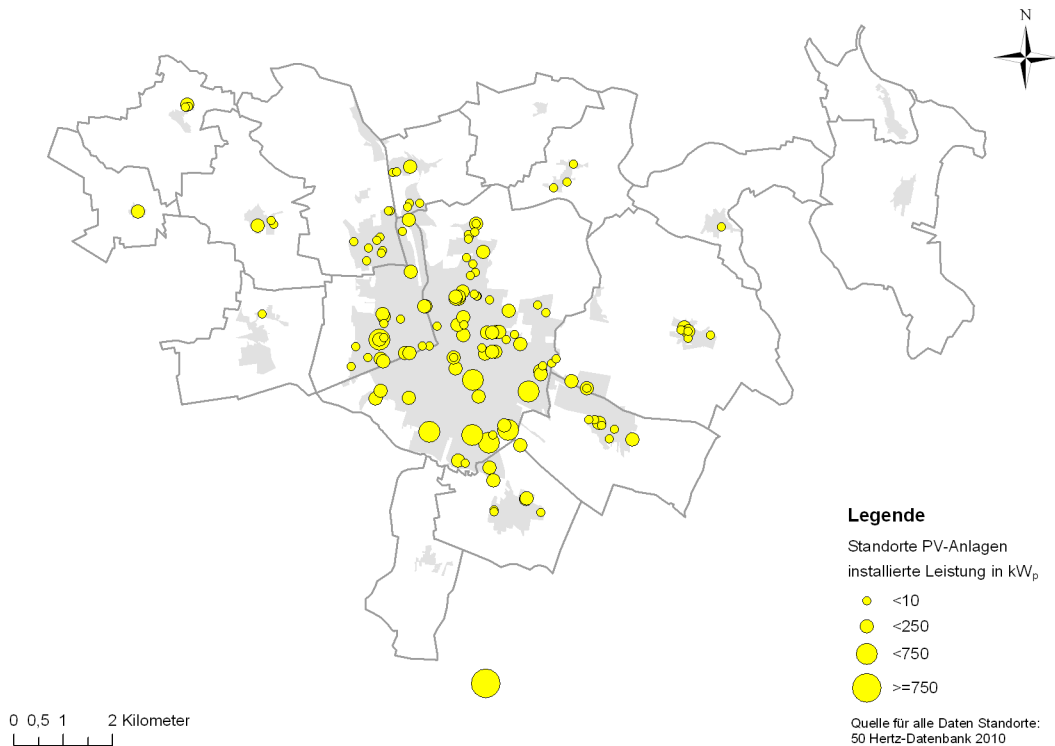 N
Legende
Standorte PV-Anlagen
installierte Leistung in kWp
<10
<250
<750
>=750
0 0,5 1 2 Kilometer
Quelle für alle Daten Standorte:
50 Hertz-Datenbank 2010